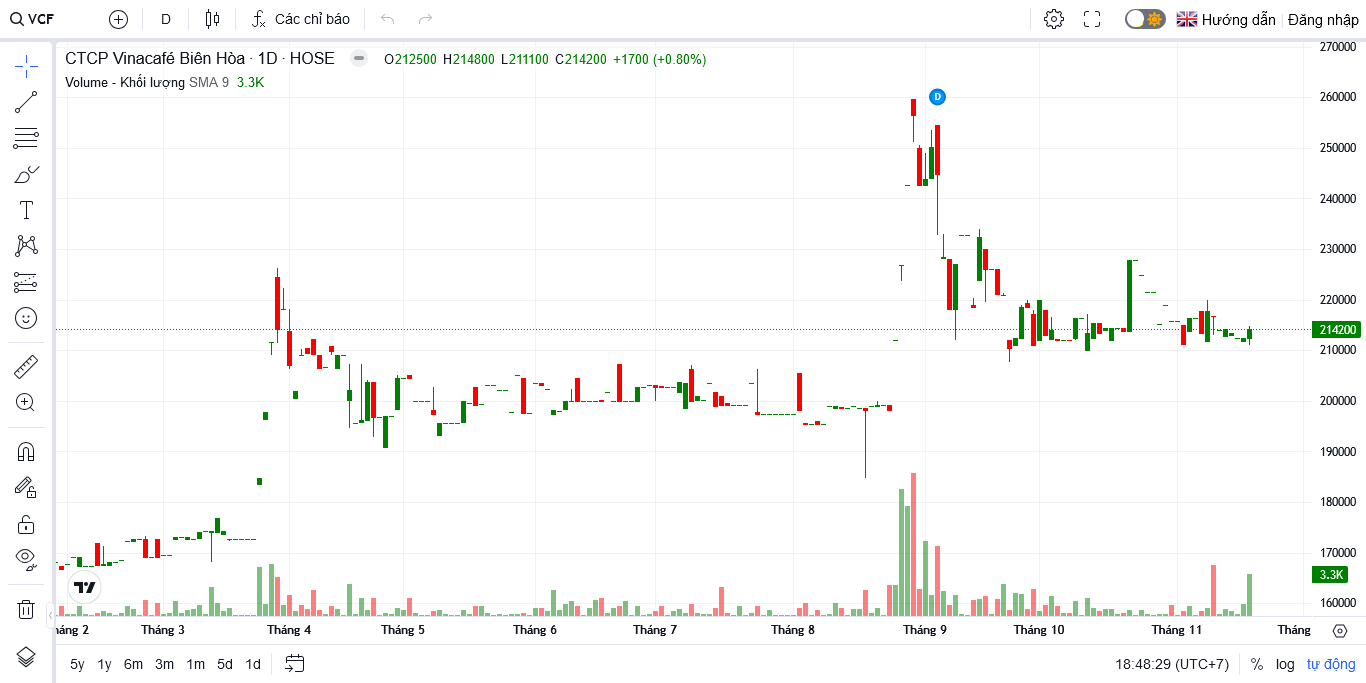 VCF D Các chỉ báo Hướng dẫn Đăng nhập
CTCP Vinacafé Biên Hòa · 1D · HOSE O212500 H214800 L211100 C214200 +1700 (+0.80%)
Volume - Khối lượng SMA 9 3.3K
D
270000
260000
250000
240000
230000
220000
214200
210000
200000
190000
180000
170000
3.3K
160000
háng 2 Tháng 3 Tháng 4 Tháng 5 Tháng 6 Tháng 7 Tháng 8 Tháng 9 Tháng 10 Tháng 11 Tháng
5y 1y 6m 3m 1m 5d 1d 18:48:29 (UTC+7) % log tự động